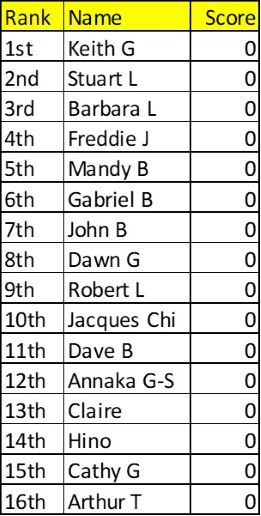 Rank Name Score
1st Keith G 0
2nd Stuart L 0
3rd Barbara L 0
4th Freddie J 0
5th Mandy B 0
6th Gabriel B 0
7th John B 0
8th Dawn G 0
9th Robert L 0
10th Jacques Chi 0
11th Dave B 0
12th Annaka G-S 0
13th Claire 0
14th Hino 0
15th Cathy G 0
16th Arthur T 0